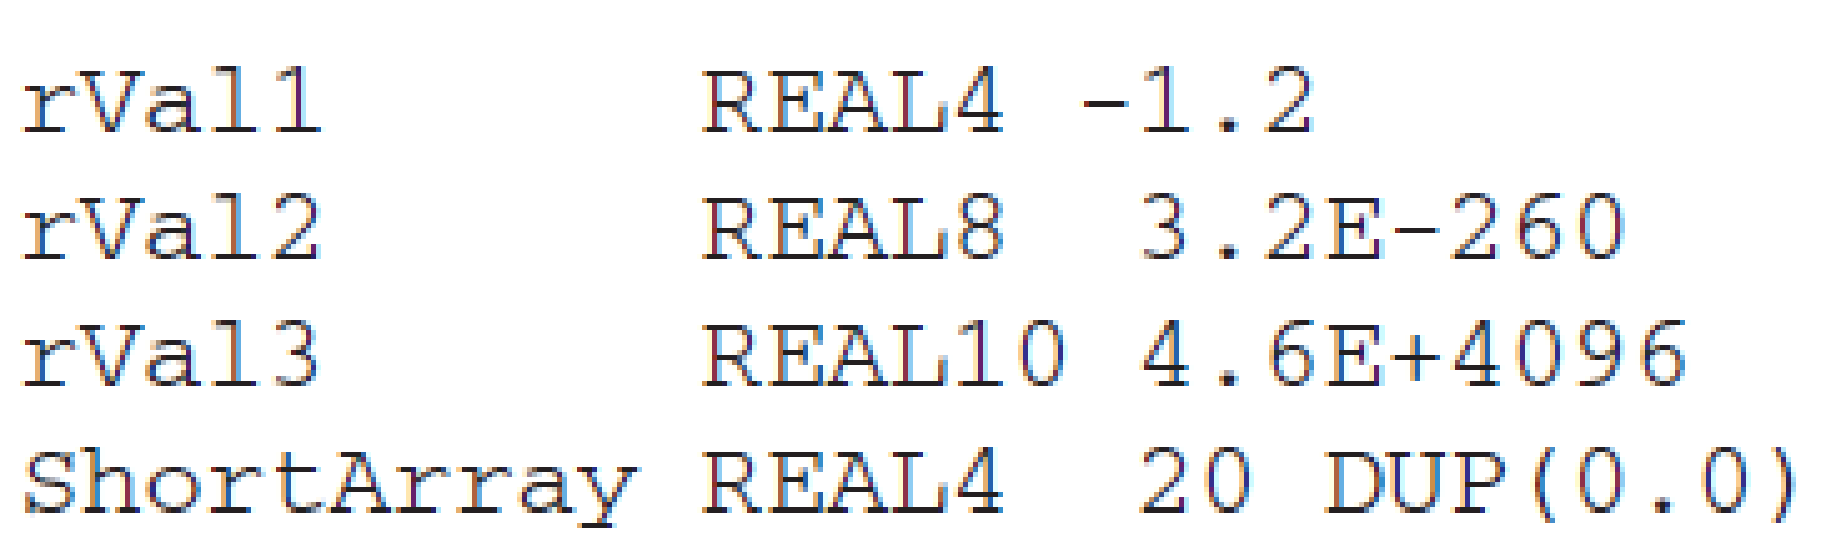 rVal1      REAL4 -1.2
rVal2      REAL8  3.2E-260
rVal3      REAL10 4.6E+4096
ShortArray REAL4  20 DUP(0.0)